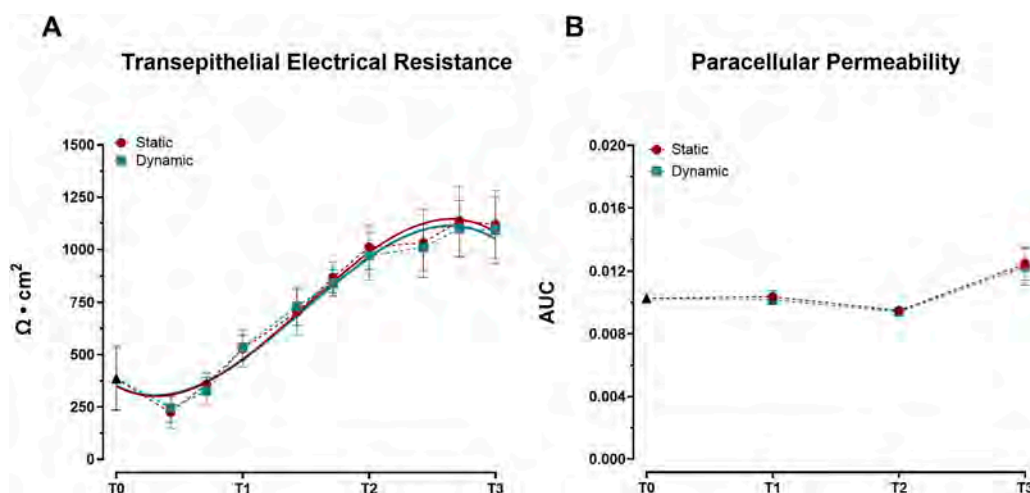 A
Transepithelial Electrical Resistance
1500
1250
1000
750
500
250
0
Ω • cm²
Static
Dynamic
T0 T1 T2 T3
B
Paracellular Permeability
0.020
0.016
0.012
0.008
0.004
0.000
AUC
Static
Dynamic
T0 T1 T2 T3